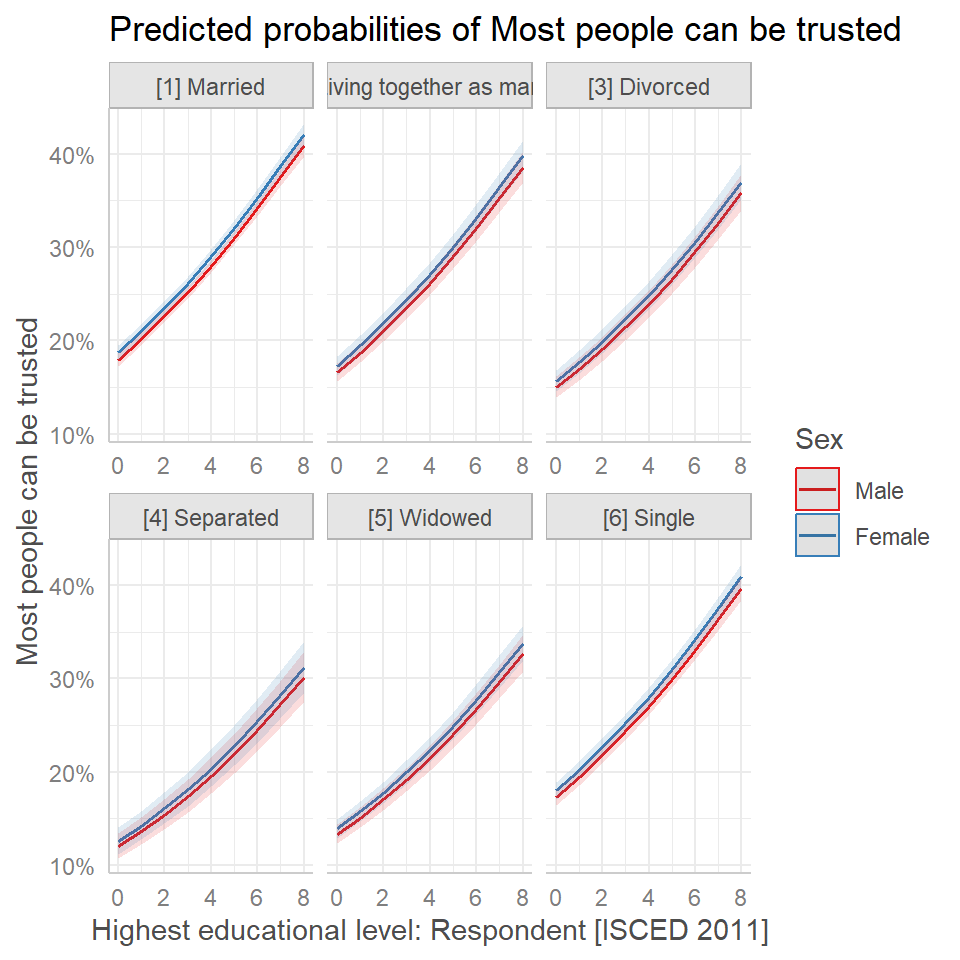 Predicted probabilities of Most people can be trusted
[1] Married
iving together as mar
[3] Divorced
40%
30%
20%
10%
0 2 4 6 8
0 2 4 6 8
0 2 4 6 8
[4] Separated
[5] Widowed
[6] Single
40%
30%
20%
10%
0 2 4 6 8
0 2 4 6 8
0 2 4 6 8
Most people can be trusted
Highest educational level: Respondent [ISCED 2011]
Sex
Male
Female